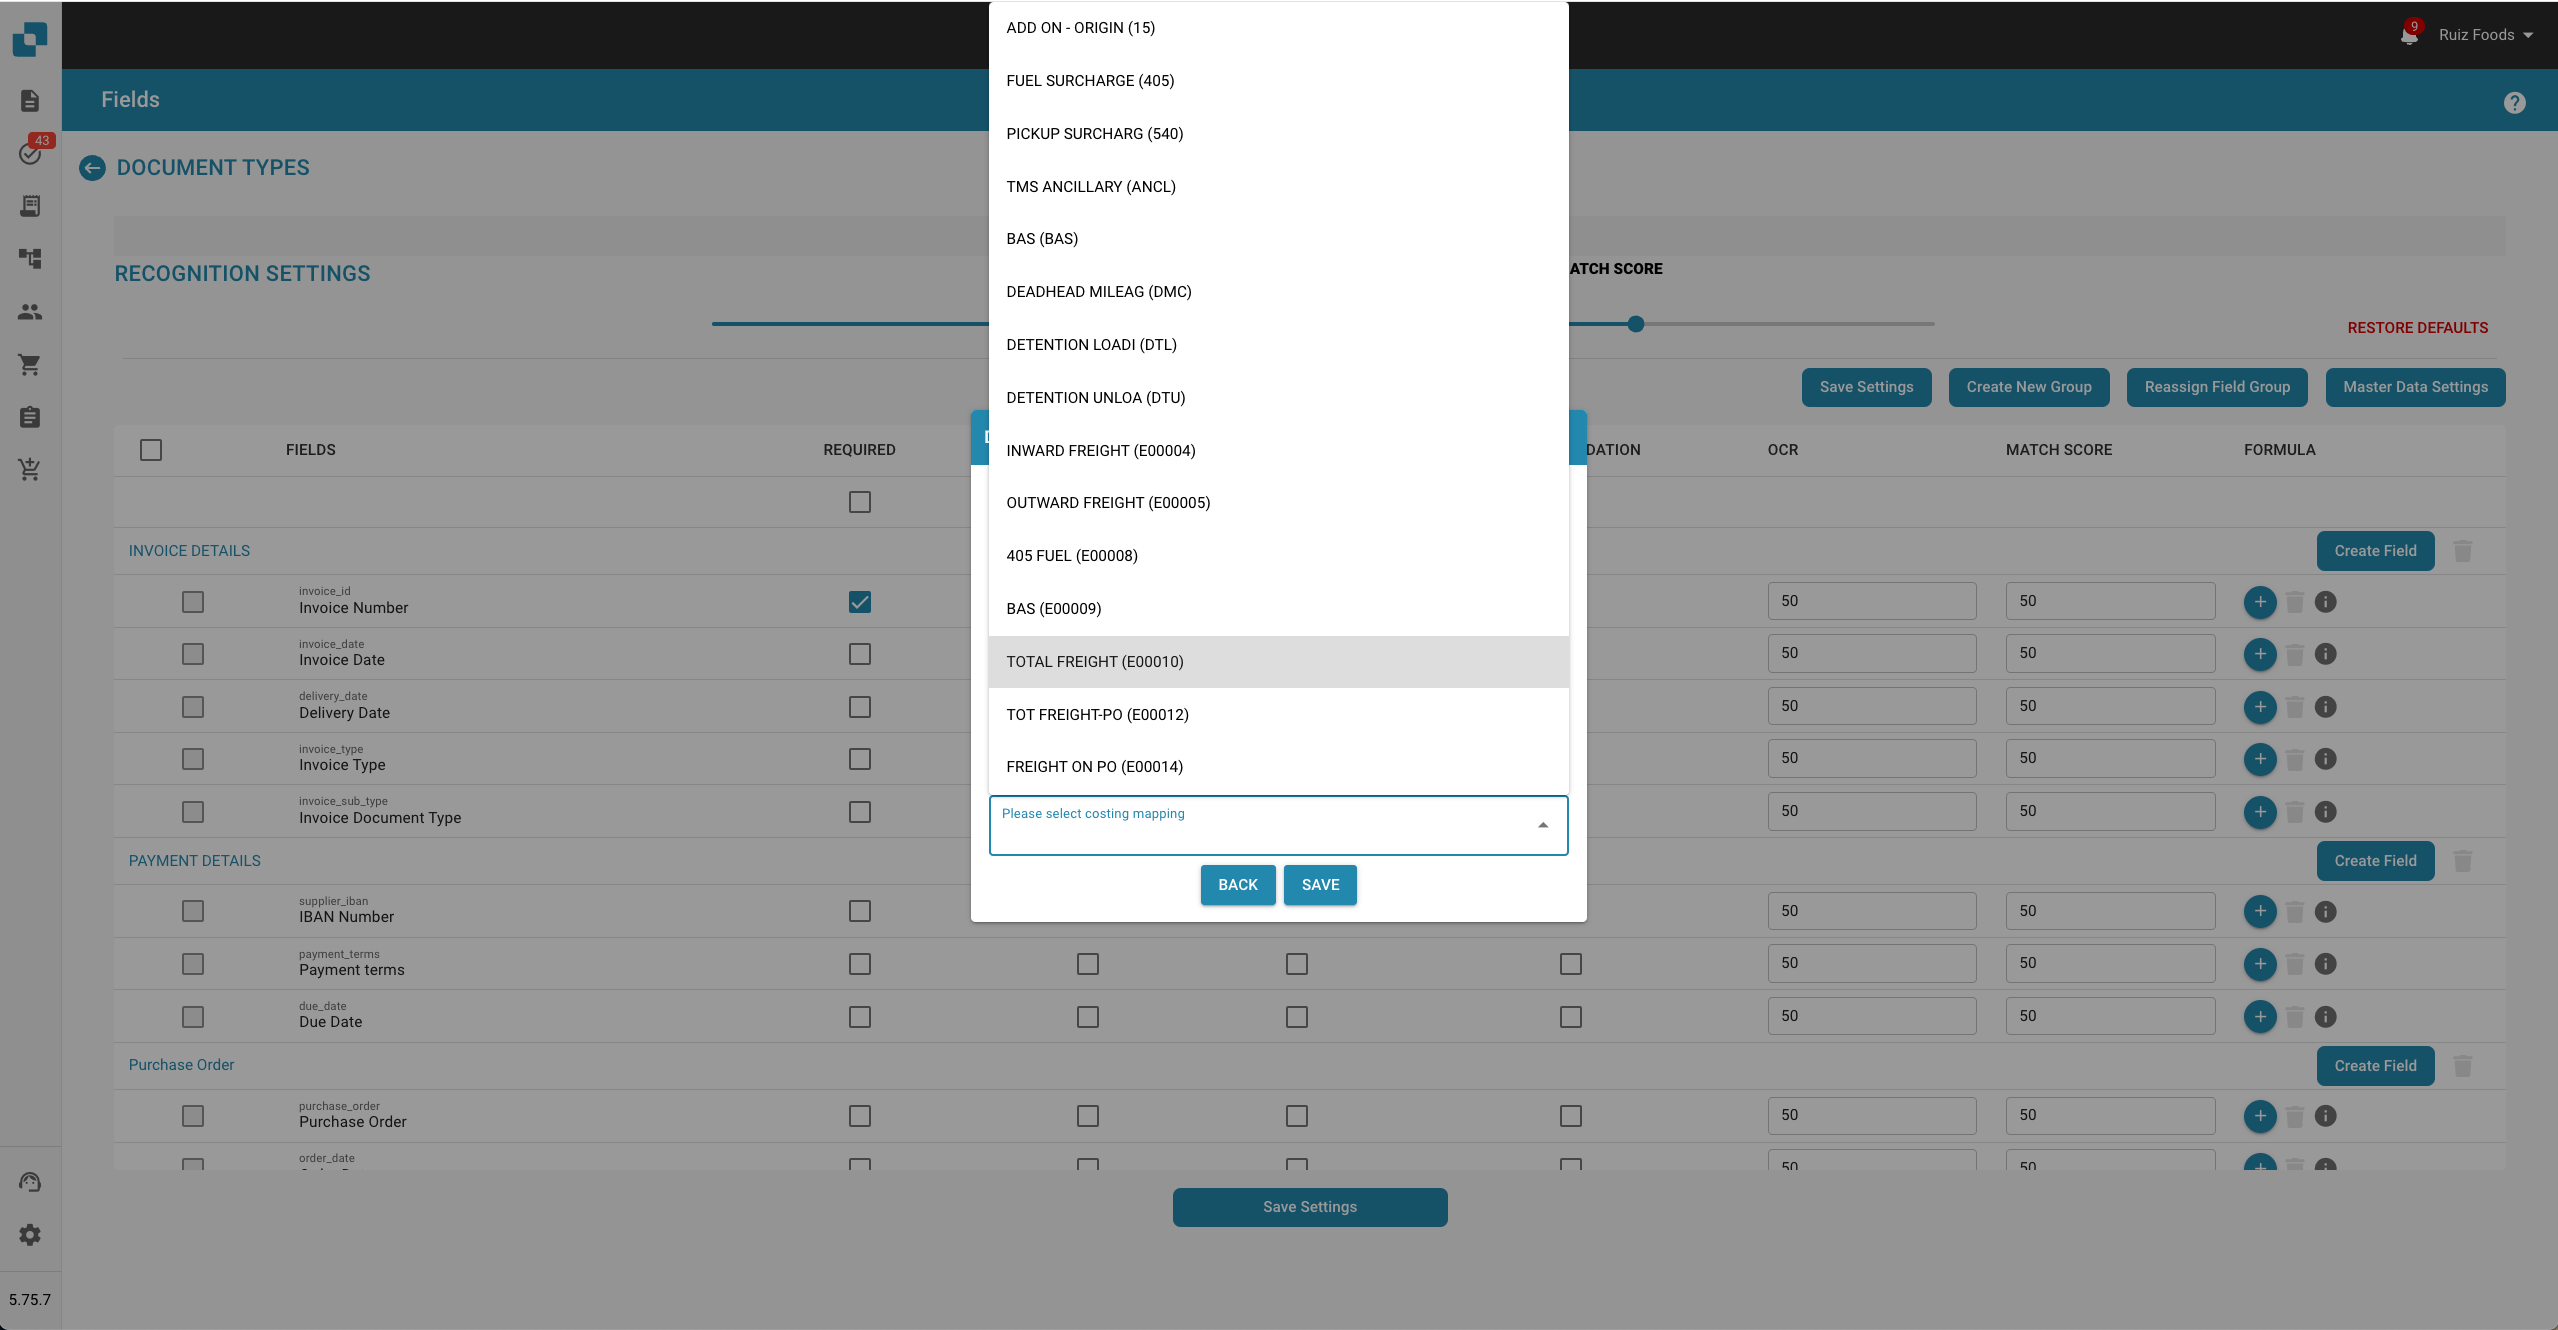 9
Ruiz Foods
Fields
43
DOCUMENT TYPES
RECOGNITION SETTINGS
ATCH SCORE
RESTORE DEFAULTS
Save Settings
Create New Group
Reassign Field Group
Master Data Settings
ADD ON - ORIGIN (15)
FUEL SURCHARGE (405)
PICKUP SURCHARG (540)
TMS ANCILLARY (ANCL)
BAS (BAS)
DEADHEAD MILEAG (DMC)
DETENTION LOADI (DTL)
DETENTION UNLOA (DTU)
INWARD FREIGHT (E00004)
OUTWARD FREIGHT (E00005)
405 FUEL (E00008)
BAS (E00009)
TOTAL FREIGHT (E00010)
TOT FREIGHT-PO (E00012)
FREIGHT ON PO (E00014)
Please select costing mapping
BACK
SAVE
FIELDS REQUIRED DATION OCR MATCH SCORE FORMULA
INVOICE DETAILS
Create Field
invoice_id
Invoice Number
50 50
invoice_date
Invoice Date
50 50
delivery_date
Delivery Date
50 50
invoice_type
Invoice Type
50 50
invoice_sub_type
Invoice Document Type
50 50
PAYMENT DETAILS
Create Field
supplier_iban
IBAN Number
50 50
payment_terms
Payment terms
50 50
due_date
Due Date
50 50
Purchase Order
Create Field
purchase_order
Purchase Order
50 50
order_date
50 50
Save Settings
5.75.7